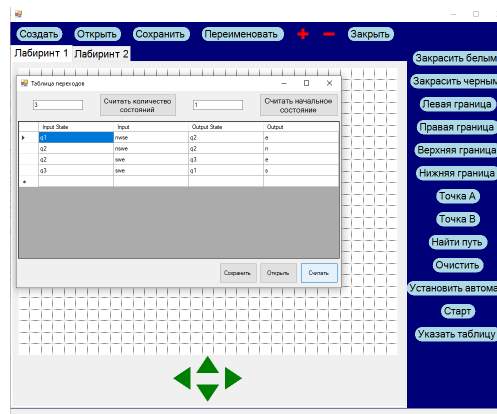 Создать Открыть Сохранить Переименовать Закрыть
Лабиринт 1 Лабиринт 2
Таблица переходов
3 Считать количество состояний 1 Считать начальное состояние
Input State Input Output State Output
q1 nwse q2 e
q2 nswe q2 n
q2 swe q3 e
q3 swe q1 s
Сохранить Открыть Считать
Закрасить белым
Закрасить черным
Левая граница
Правая граница
Верхняя граница
Нижняя граница
Точка А
Точка В
Найти путь
Очистить
Установить автома
Старт
Указать таблицу